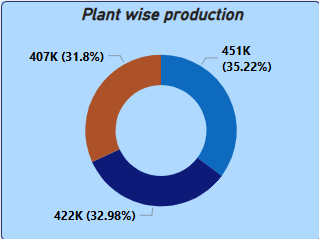 Plant wise production
407K (31.8%)
451K
(35.22%)
422K (32.98%)